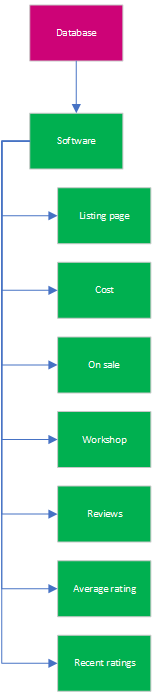 Database
Software
Listing page
Cost
On sale
Workshop
Reviews
Average rating
Recent ratings